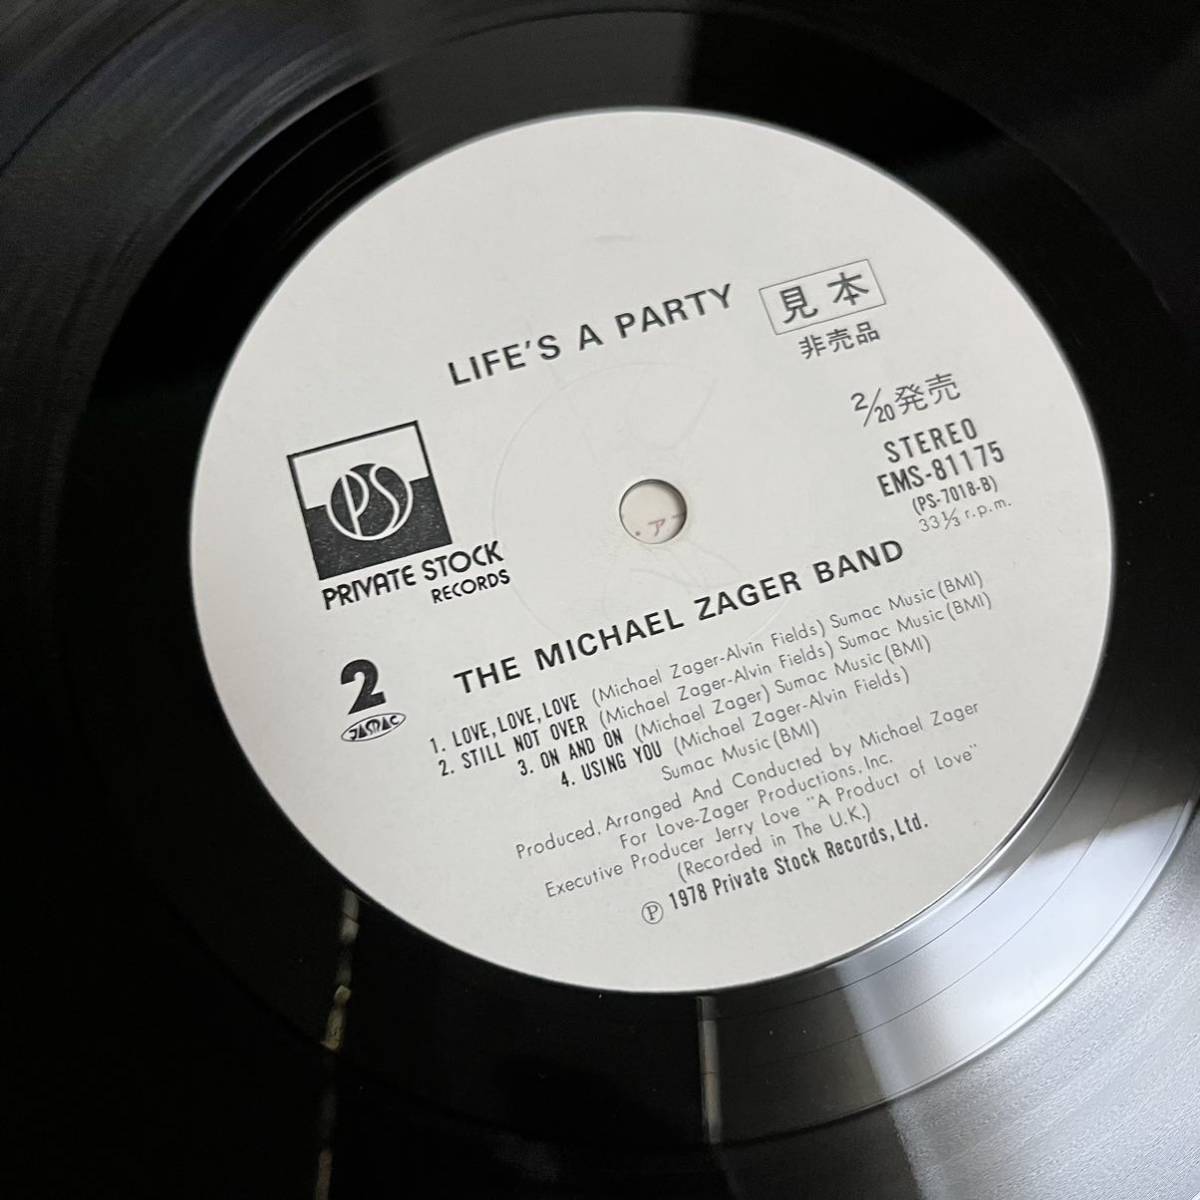 LIFE'S A PARTY
見本
非売品
2/20発売
STEREO
EMS-81175
(PS-7018-B)
33⅓ r.p.m.
PS
PRIVATE STOCK
RECORDS
2
JASRAC
THE MICHAEL ZAGER BAND
1. LOVE, LOVE, LOVE (Michael Zager-Alvin Fields) Sumac Music (BMI)
2. STILL NOT OVER (Michael Zager-Alvin Fields) Sumac Music (BMI)
3. ON AND ON (Michael Zager) Sumac Music (BMI)
4. USING YOU (Michael Zager-Alvin Fields)
Sumac Music (BMI)
Produced, Arranged And Conducted by Michael Zager
For Love-Zager Productions, Inc.
Executive Producer Jerry Love "A Product of Love"
(Recorded in The U.K.)
Ⓟ 1978 Private Stock Records, Ltd.